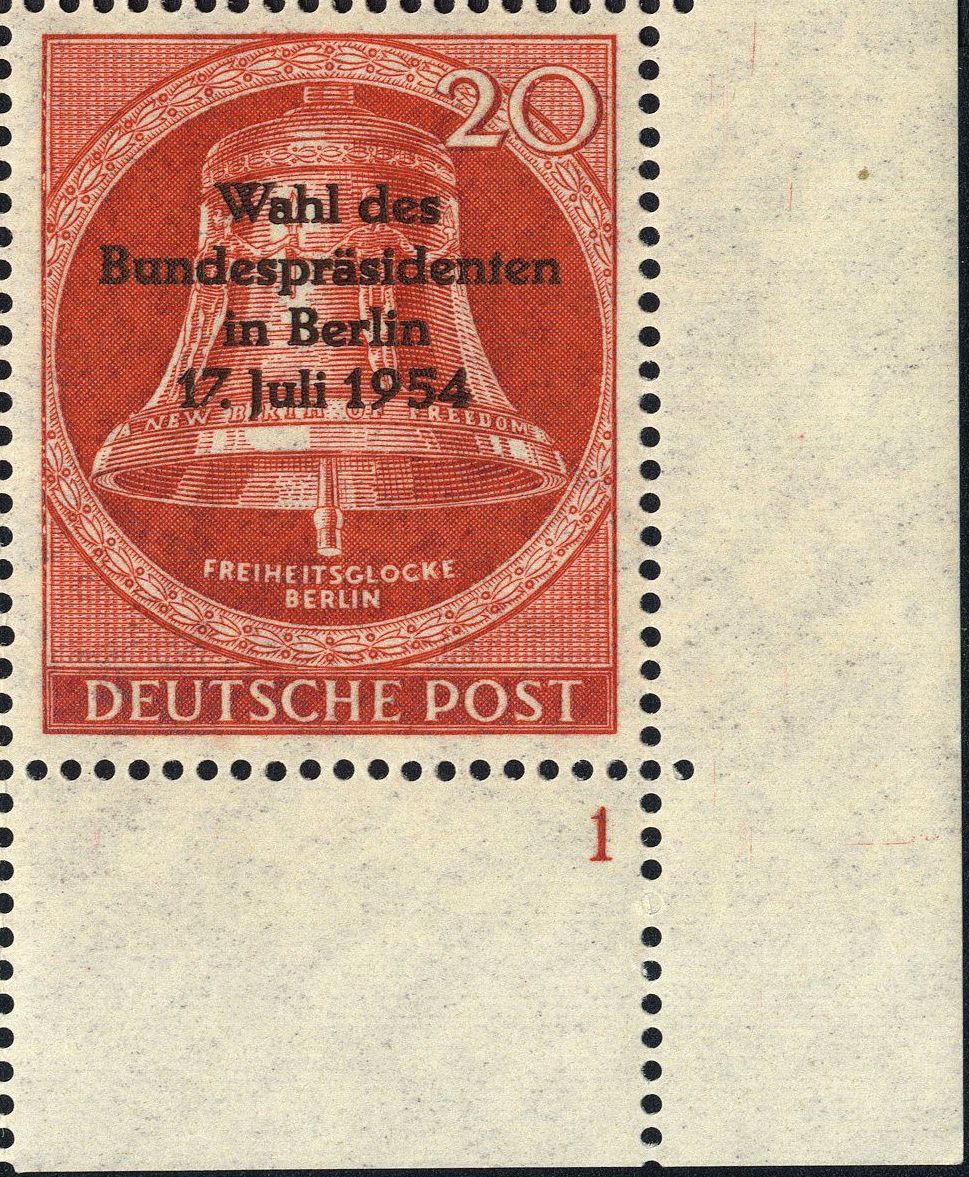 20
Wahl des
Bundespräsidenten
in Berlin
17. Juli 1954
A NEW BIRTH OF FREEDOM
FREIHEITSGLOCKE
BERLIN
DEUTSCHE POST
1